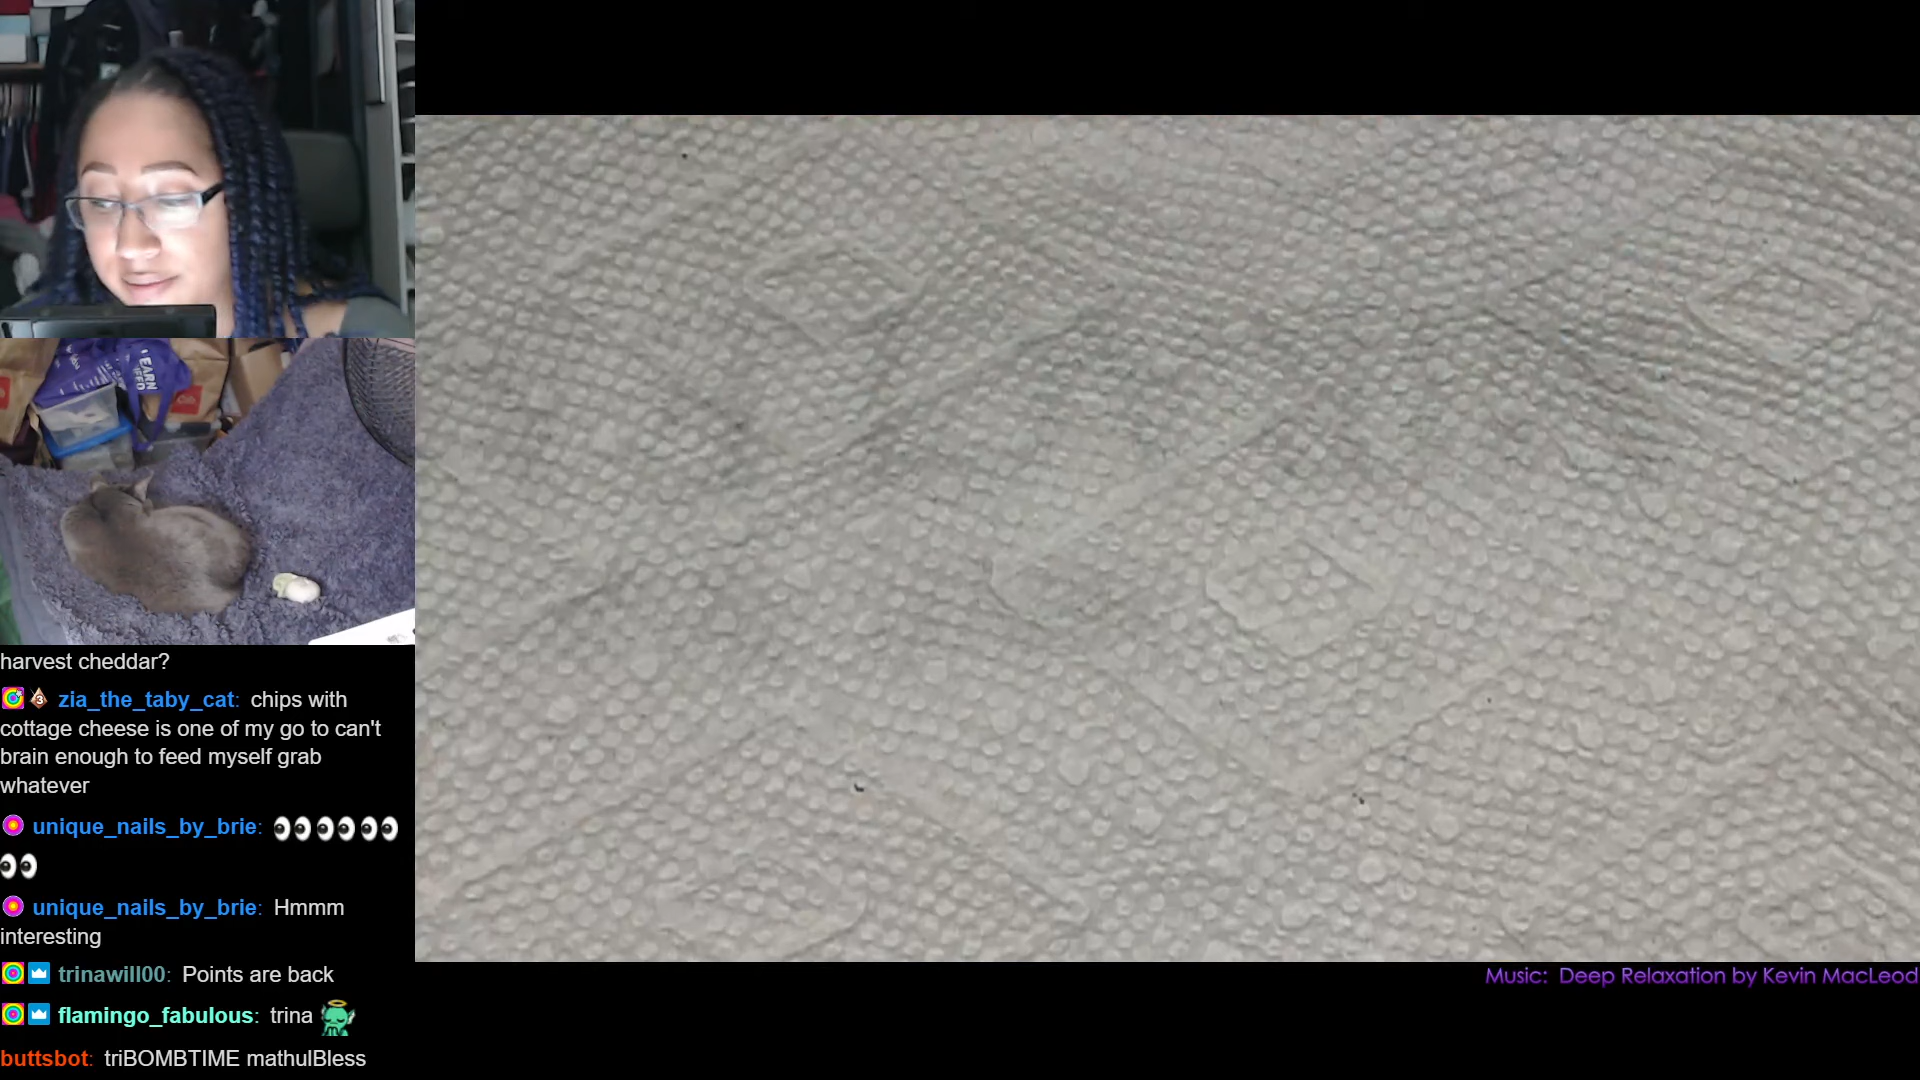 LEARN
FEED
harvest cheddar?
zia_the_taby_cat: chips with
cottage cheese is one of my go to can't
brain enough to feed myself grab
whatever
unique_nails_by_brie:
unique_nails_by_brie: Hmmm
interesting
trinawill00: Points are back
flamingo_fabulous: trina
buttsbot: triBOMBTIME mathulBless
Music: Deep Relaxation by Kevin MacLeod